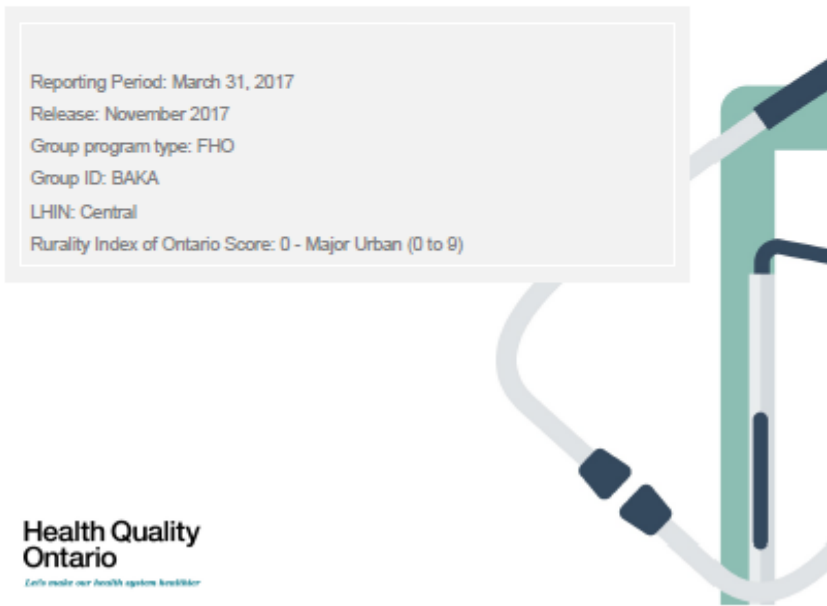 Reporting Period: March 31, 2017
Release: November 2017
Group program type: FHO
Group ID: BAKA
LHIN: Central
Rurality Index of Ontario Score: 0 - Major Urban (0 to 9)
Health Quality
Ontario
Let's make our health system healthier